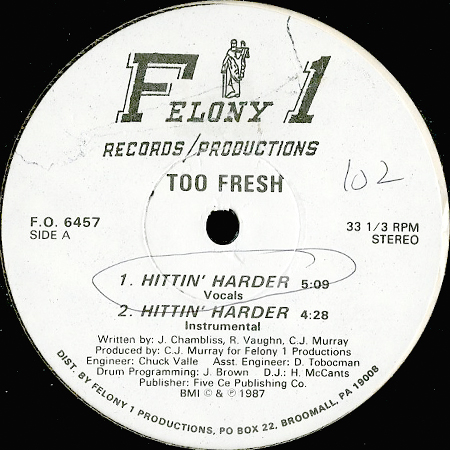 FELONY 1
RECORDS/PRODUCTIONS
TOO FRESH
102
F.O. 6457
SIDE A
33 1/3 RPM
STEREO
1. HITTIN' HARDER 5:09
Vocals
2. HITTIN' HARDER 4:28
Instrumental
Written by: J. Chambliss, R. Vaughn, C.J. Murray
Produced by: C.J. Murray for Felony 1 Productions
Engineer: Chuck Valle Asst. Engineer: D. Tobocman
Drum Programming: J. Brown D.J.: H. McCants
Publisher: Five Ce Publishing Co.
BMI © & ℗ 1987
DIST. BY FELONY 1 PRODUCTIONS, PO BOX 22, BROOMALL, PA 19008